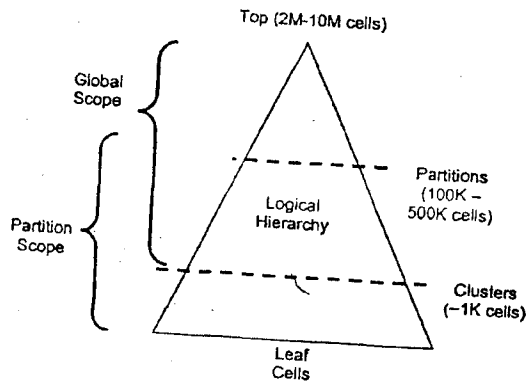 Top (2M-10M cells)
Global
Scope
Partitions
(100K –
500K cells)
Logical
Hierarchy
Partition
Scope
Clusters
(~1K cells)
Leaf
Cells